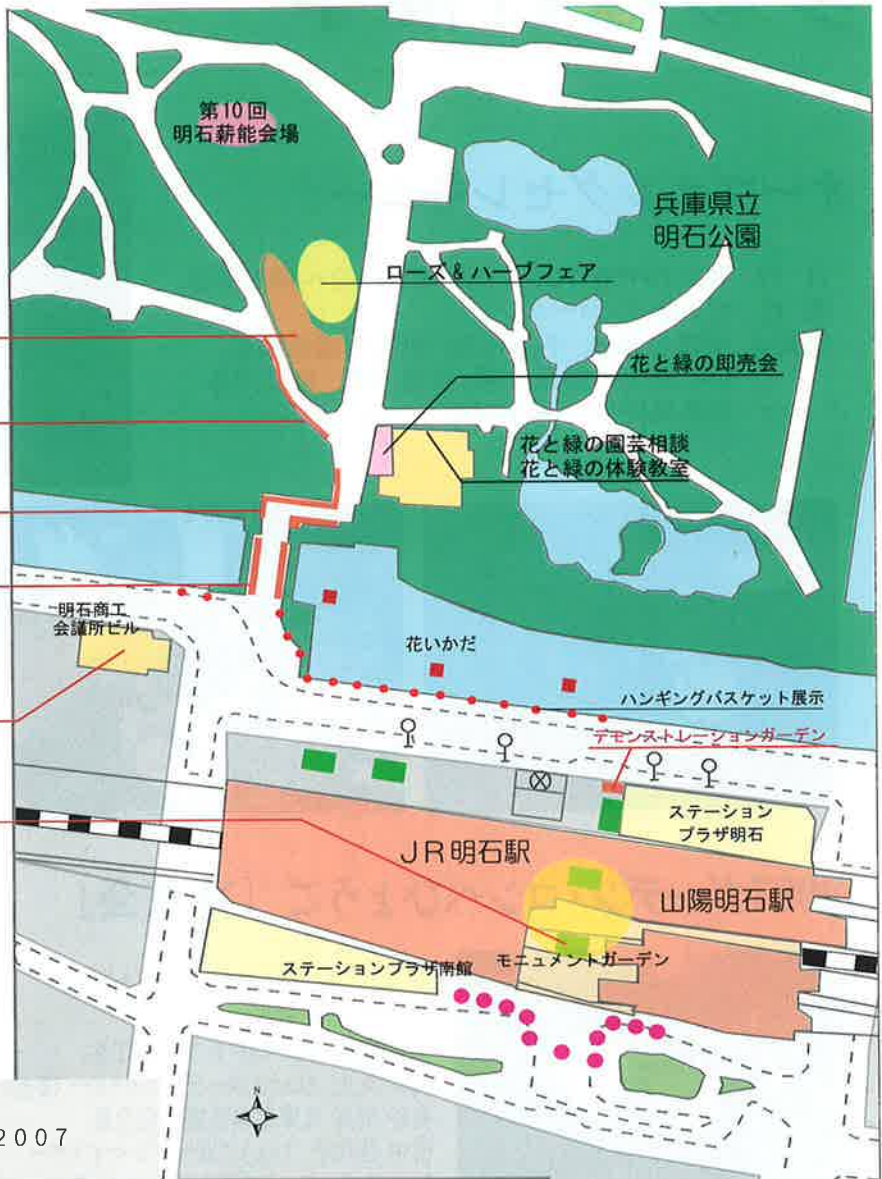 第10回
明石薪能会場
兵庫県立
明石公園
ローズ＆ハーブフェア
花と緑の即売会
花と緑の園芸相談
花と緑の体験教室
明石商工
会議所ビル
花いかだ
ハンギングバスケット展示
デモンストレーションガーデン
ステーション
プラザ明石
JR明石駅
山陽明石駅
ステーションプラザ南館
モニュメントガーデン
N
2007